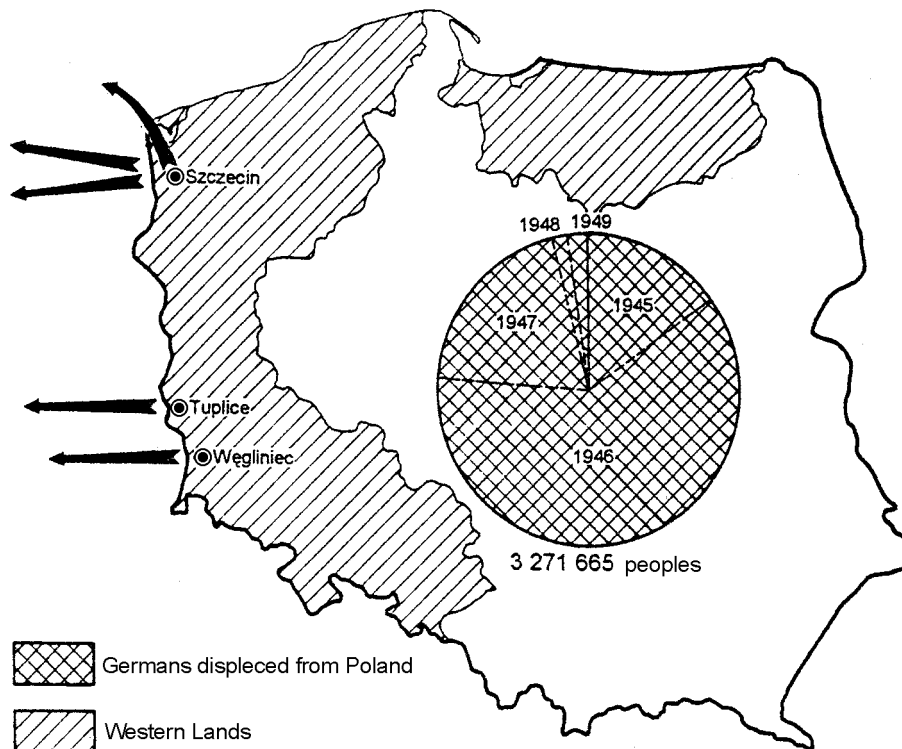 Szczecin
1948
1949
1945
1947
Tuplice
Węgliniec
1946
3 271 665 peoples
Germans displeced from Poland
Western Lands